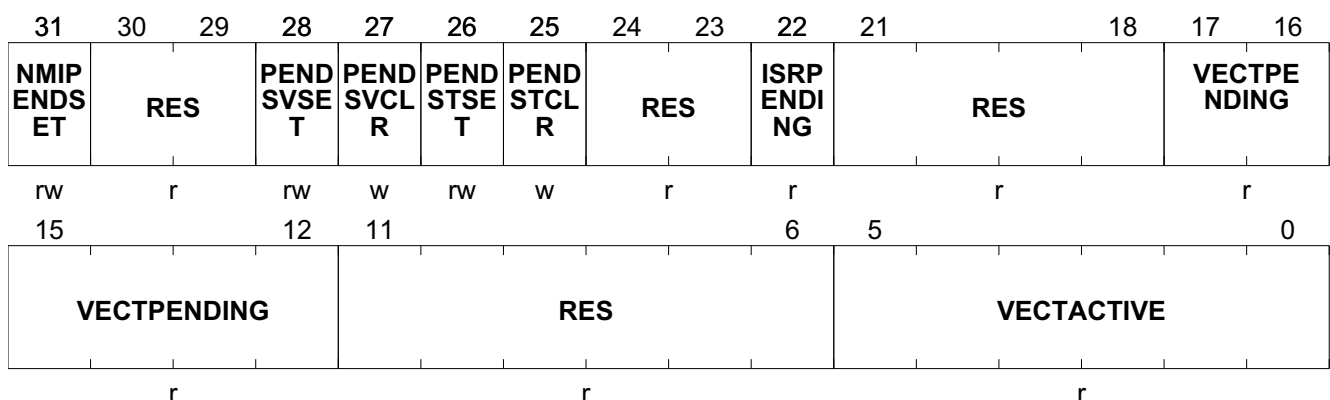 31 30 29 28 27 26 25 24 23 22 21 18 17 16
NMIP PEND PEND PEND PEND ISRP VECTPE
ENDS RES SVSE SVCL STSE STCL RES ENDI RES NDING
ET T R T R NG
rw r rw w rw w r r r r
15 12 11 6 5 0
VECTPENDING RES VECTACTIVE
r r r